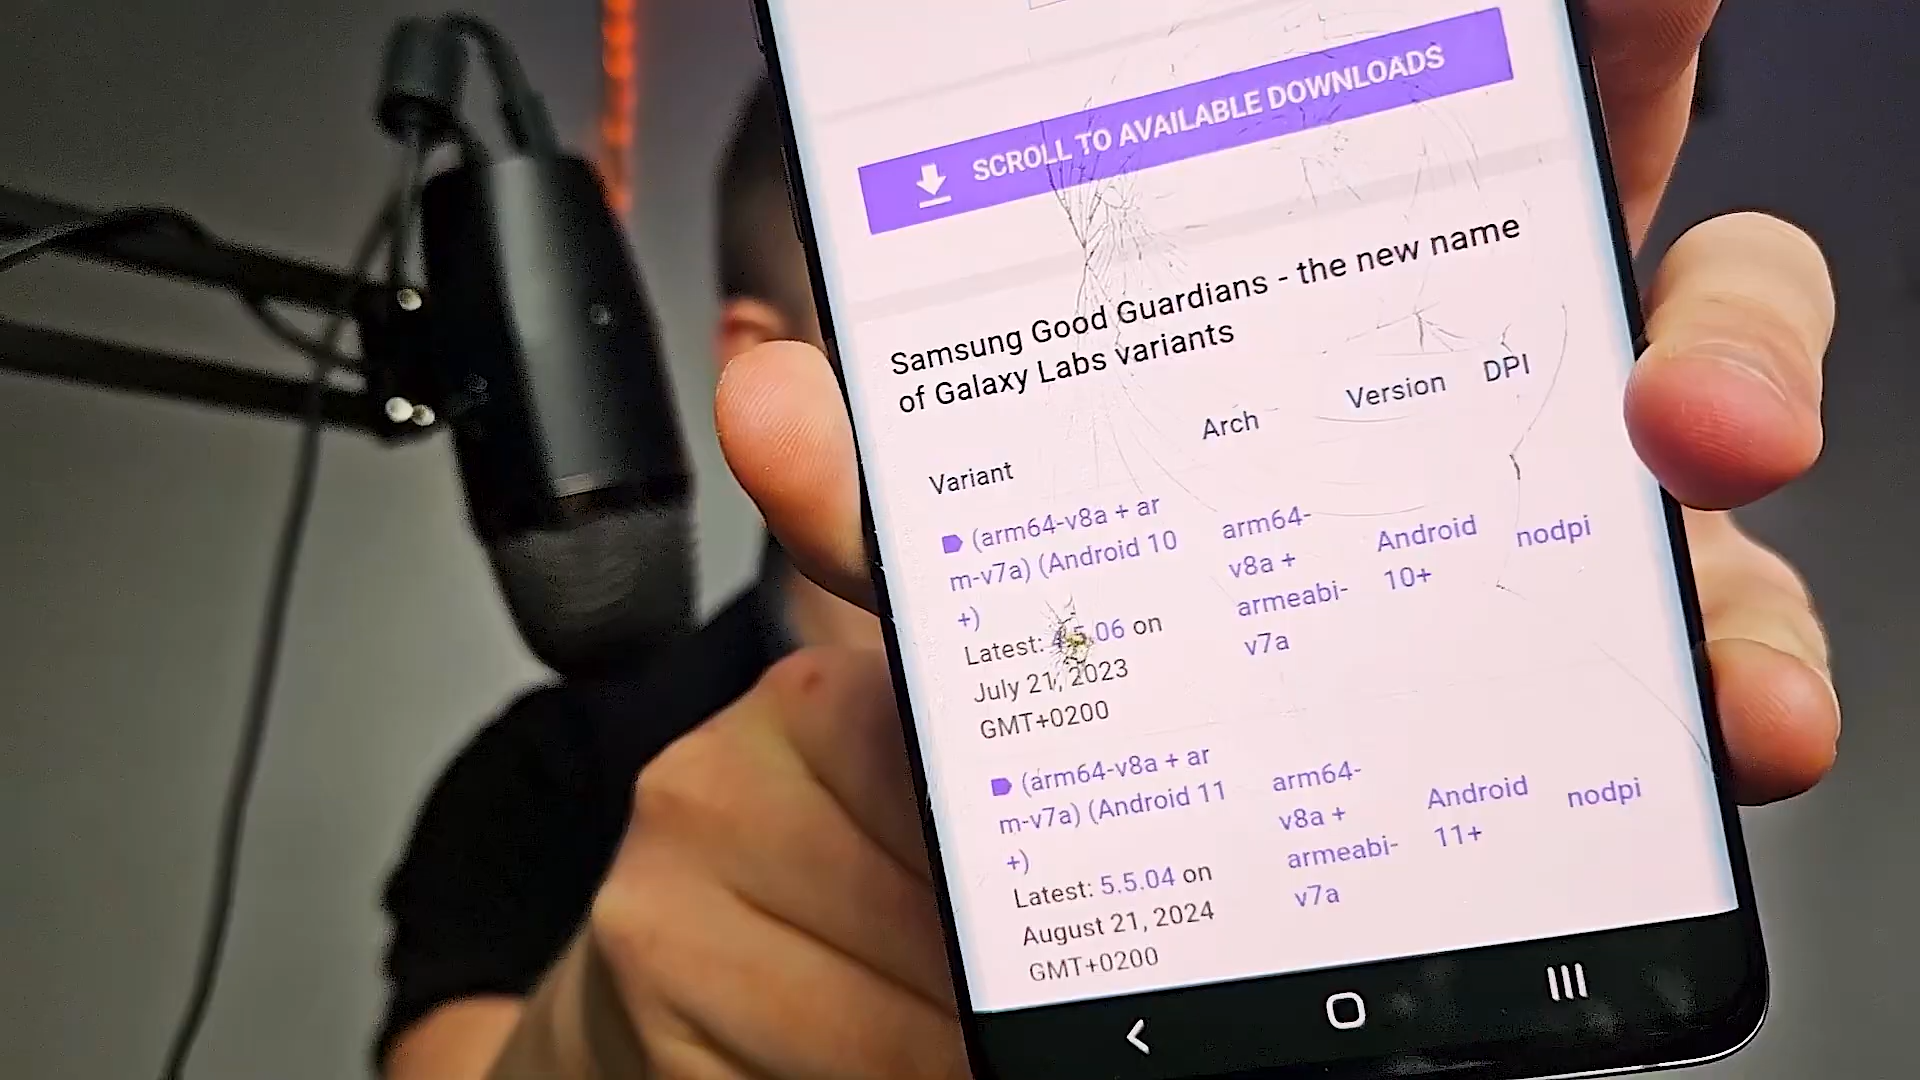 SCROLL TO AVAILABLE DOWNLOADS
Samsung Good Guardians - the new name
of Galaxy Labs variants
Variant Arch Version DPI
(arm64-v8a + ar
m-v7a) (Android 10
+)
Latest: 4.5.06 on
July 21, 2023
GMT+0200
arm64-
v8a +
armeabi-
v7a
Android
10+
nodpi
(arm64-v8a + ar
m-v7a) (Android 11
+)
Latest: 5.5.04 on
August 21, 2024
GMT+0200
arm64-
v8a +
armeabi-
v7a
Android
11+
nodpi